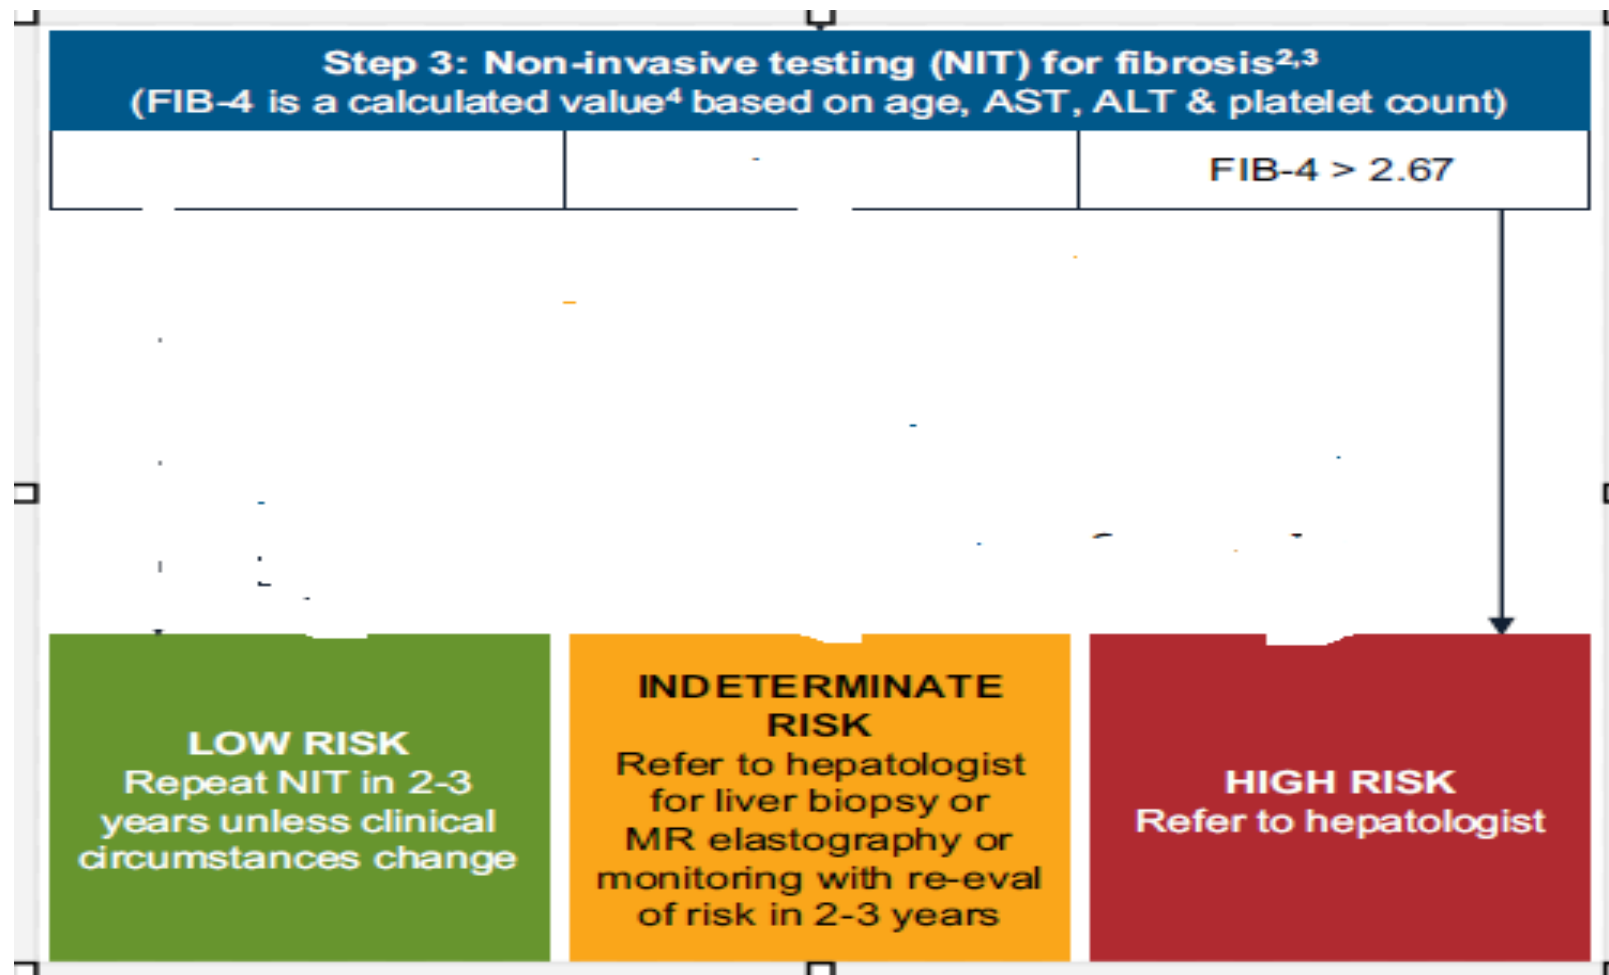 Step 3: Non-invasive testing (NIT) for fibrosis²,³
(FIB-4 is a calculated value⁴ based on age, AST, ALT & platelet count)
FIB-4 > 2.67
LOW RISK
Repeat NIT in 2-3
years unless clinical
circumstances change
INDETERMINATE
RISK
Refer to hepatologist
for liver biopsy or
MR elastography or
monitoring with re-eval
of risk in 2-3 years
HIGH RISK
Refer to hepatologist